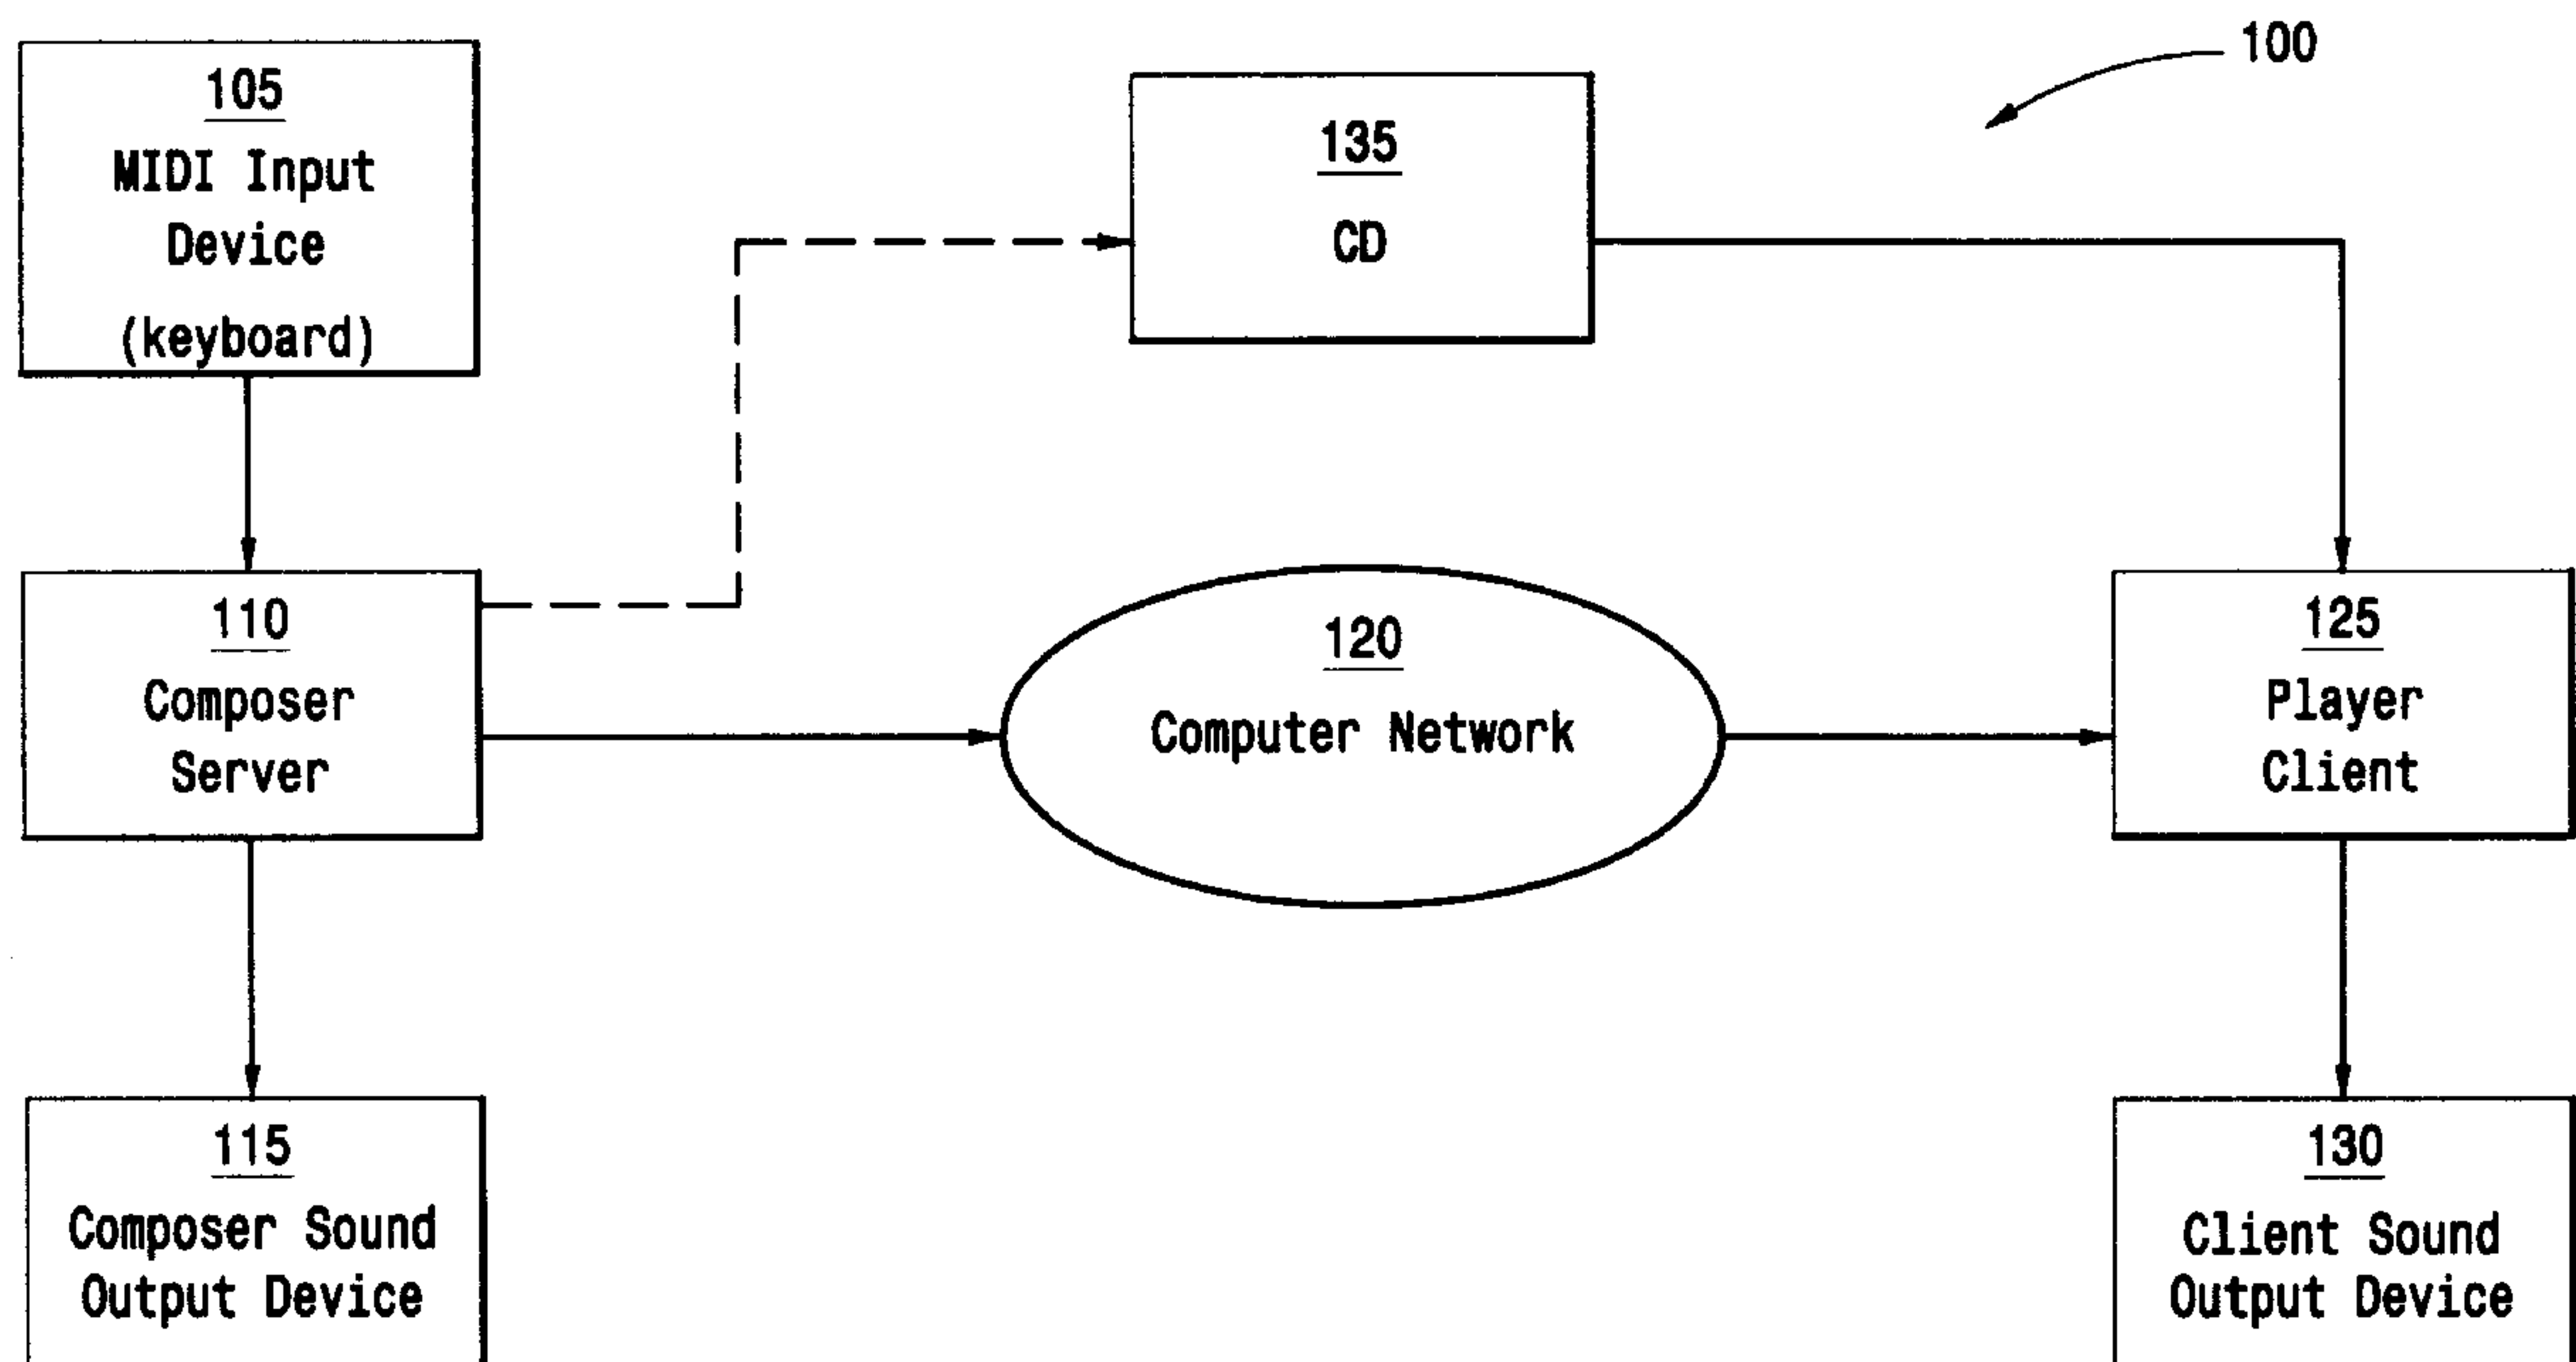 100
105
MIDI Input
Device
(keyboard)
135
CD
110
Composer
Server
120
Computer Network
125
Player
Client
115
Composer Sound
Output Device
130
Client Sound
Output Device